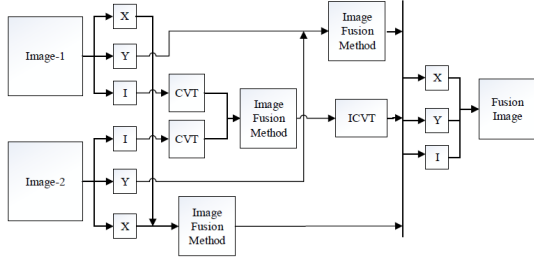 Image-1
X
Y
I
CVT
Image
Fusion
Method
Image
Fusion
Method
ICVT
X
Y
I
Fusion
Image
Image-2
I
Y
X
CVT
Image
Fusion
Method